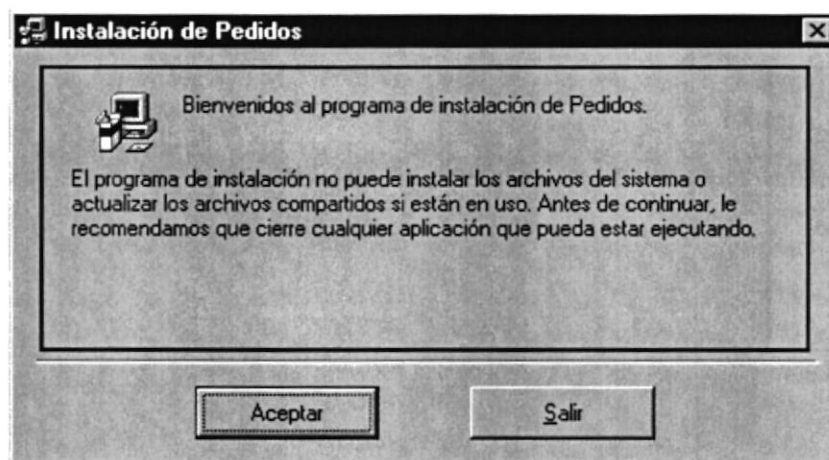 Instalación de Pedidos
Bienvenidos al programa de instalación de Pedidos.
El programa de instalación no puede instalar los archivos del sistema o
actualizar los archivos compartidos si están en uso. Antes de continuar, le
recomendamos que cierre cualquier aplicación que pueda estar ejecutando.
Aceptar
Salir